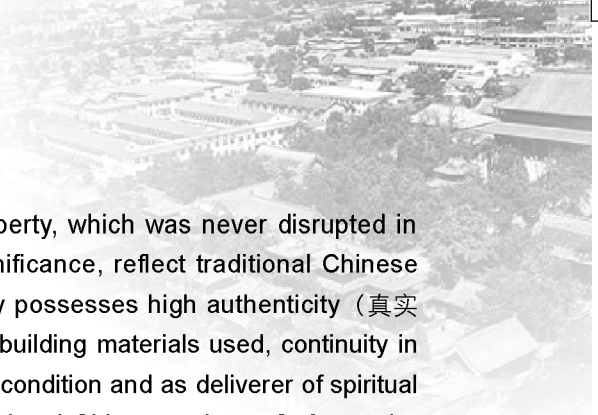 perty, which was never disrupted in
nificance, reflect traditional Chinese
y possesses high authenticity（真实
building materials used, continuity in
condition and as deliverer of spiritual